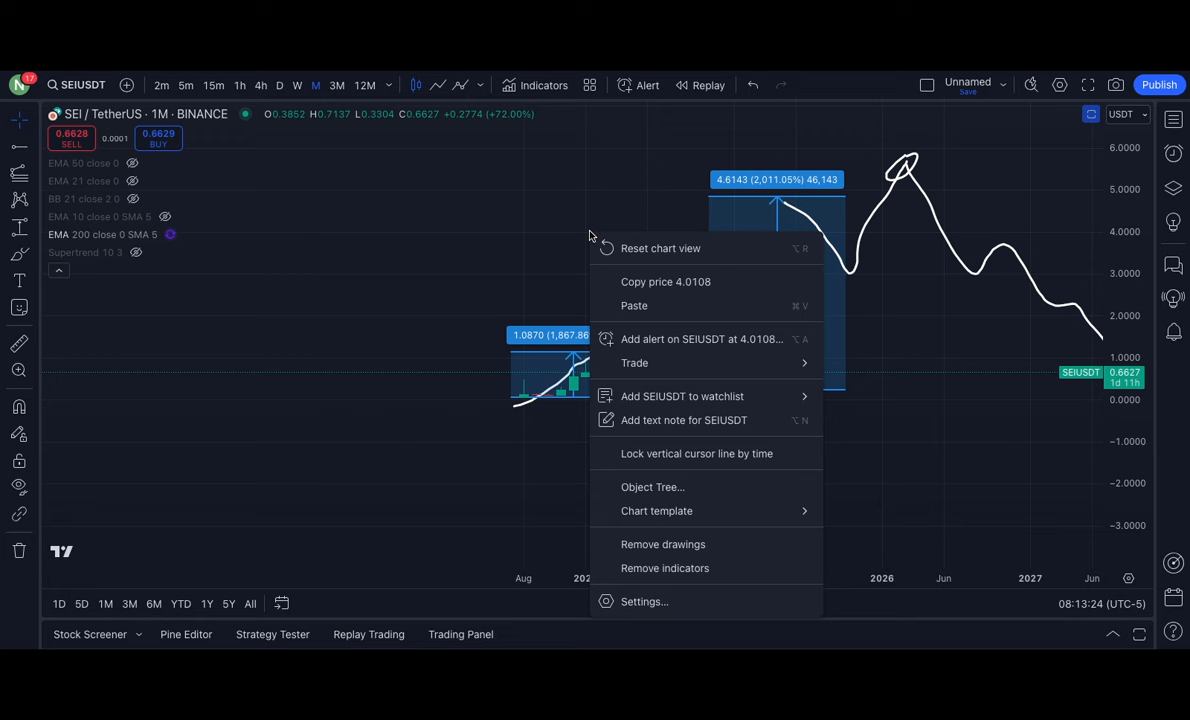 N 17 SEIUSDT 2m 5m 15m 1h 4h D W M 3M 12M Indicators Alert Replay Unnamed Save Publish
SEI / TetherUS · 1M · BINANCE O0.3852 H0.7137 L0.3304 C0.6627 +0.2774 (+72.00%) USDT
0.6628 SELL 0.0001 0.6629 BUY
EMA 50 close 0
EMA 21 close 0
BB 21 close 2 0
EMA 10 close 0 SMA 5
EMA 200 close 0 SMA 5
Supertrend 10 3
4.6143 (2,011.05%) 46,143
1.0870 (1,867.86
Reset chart view ⌥ R
Copy price 4.0108
Paste ⌘ V
Add alert on SEIUSDT at 4.0108... ⌥ A
Trade
Add SEIUSDT to watchlist
Add text note for SEIUSDT ⌥ N
Lock vertical cursor line by time
Object Tree...
Chart template
Remove drawings
Remove indicators
Settings...
6.0000
5.0000
4.0000
3.0000
2.0000
1.0000
SEIUSDT 0.6627
1d 11h
0.0000
−1.0000
−2.0000
−3.0000
Aug 202 2026 Jun 2027 Jun
1D 5D 1M 3M 6M YTD 1Y 5Y All 08:13:24 (UTC-5)
Stock Screener Pine Editor Strategy Tester Replay Trading Trading Panel